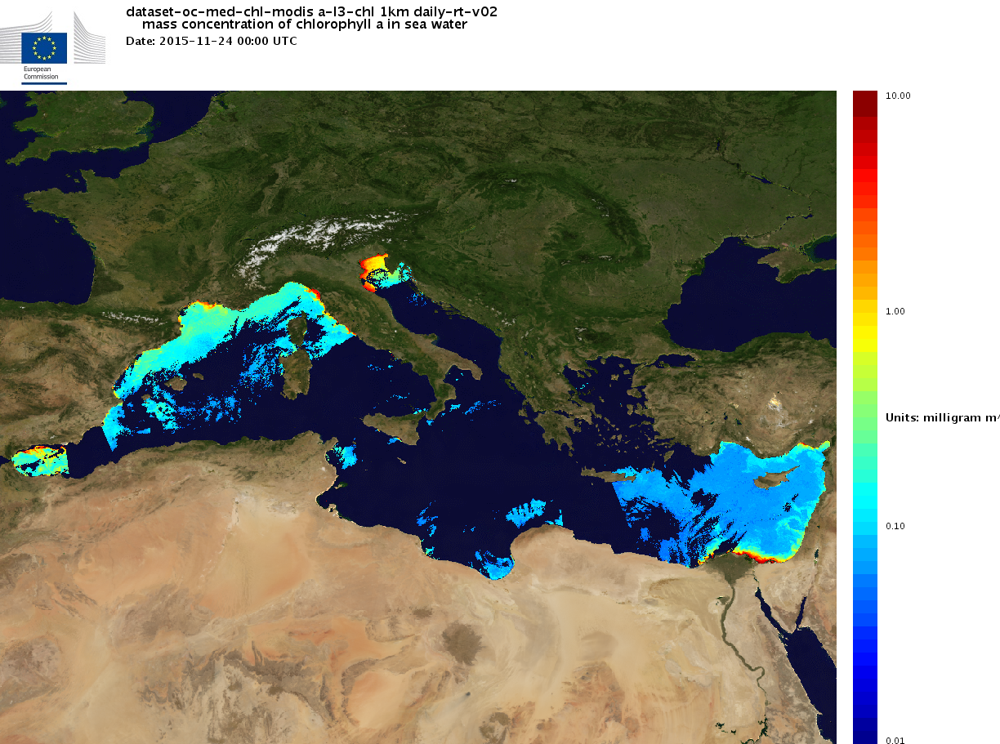 dataset-oc-med-chl-modis a-l3-chl 1km daily-rt-v02
mass concentration of chlorophyll a in sea water
Date: 2015-11-24 00:00 UTC
European
Commission
10.00
1.00
Units: milligram m
0.10
0.01